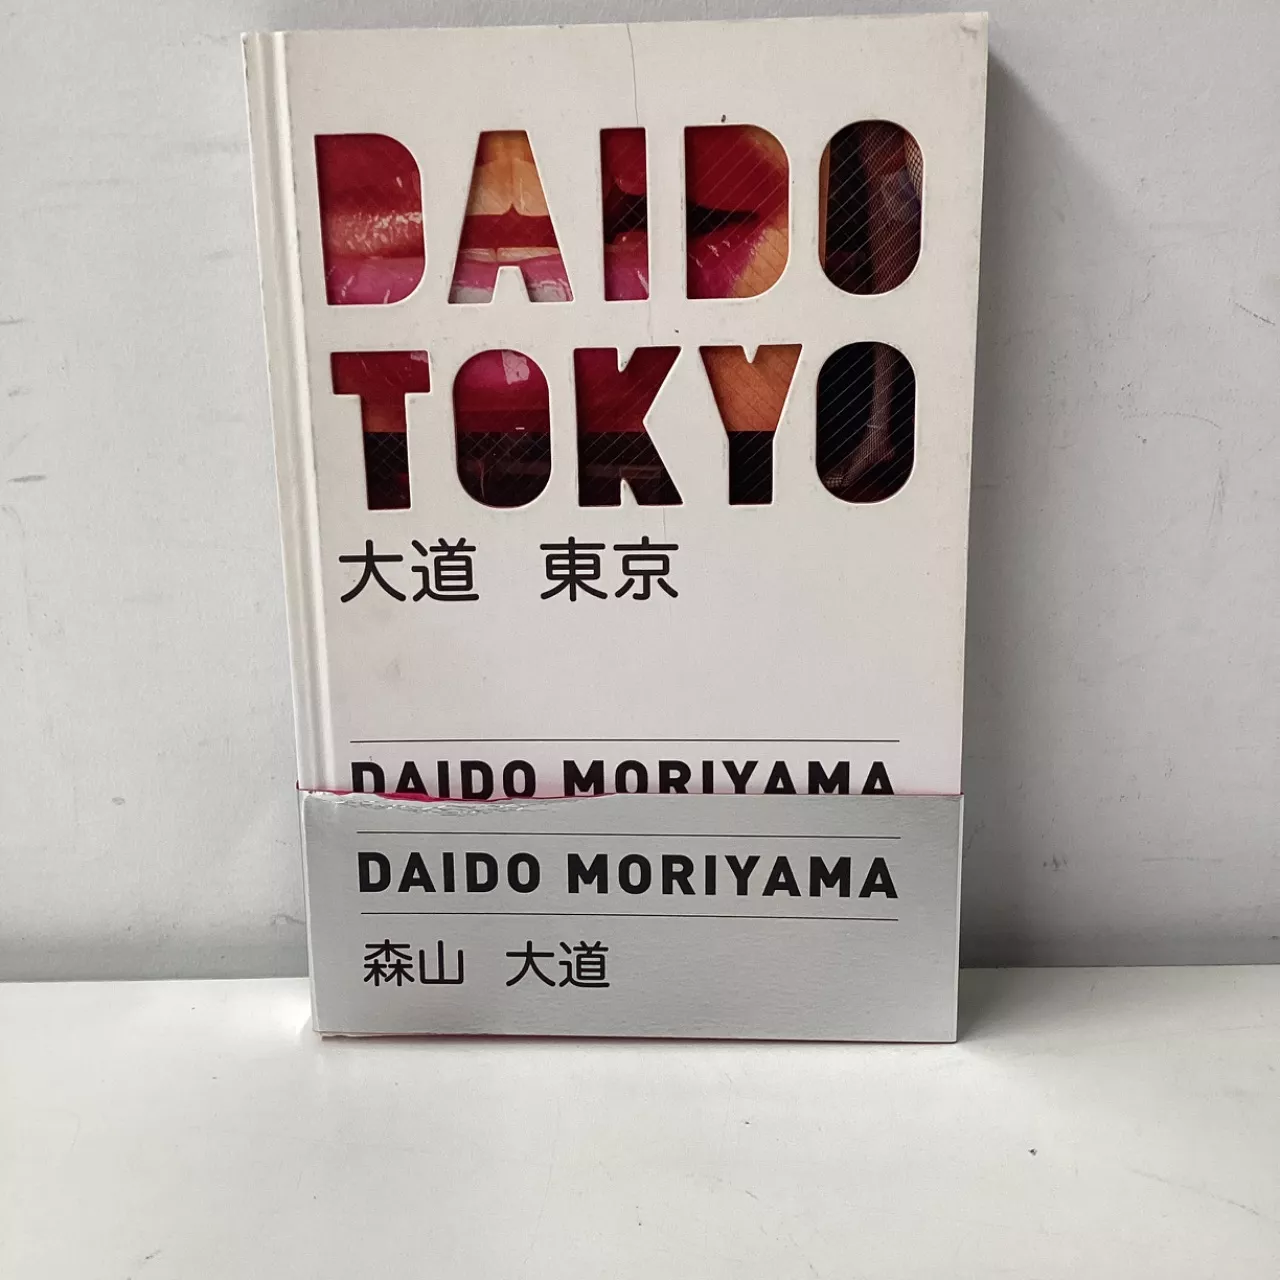 DAIDO
TOKYO
大道 東京
DAIDO MORIYAMA
DAIDO MORIYAMA
森山 大道